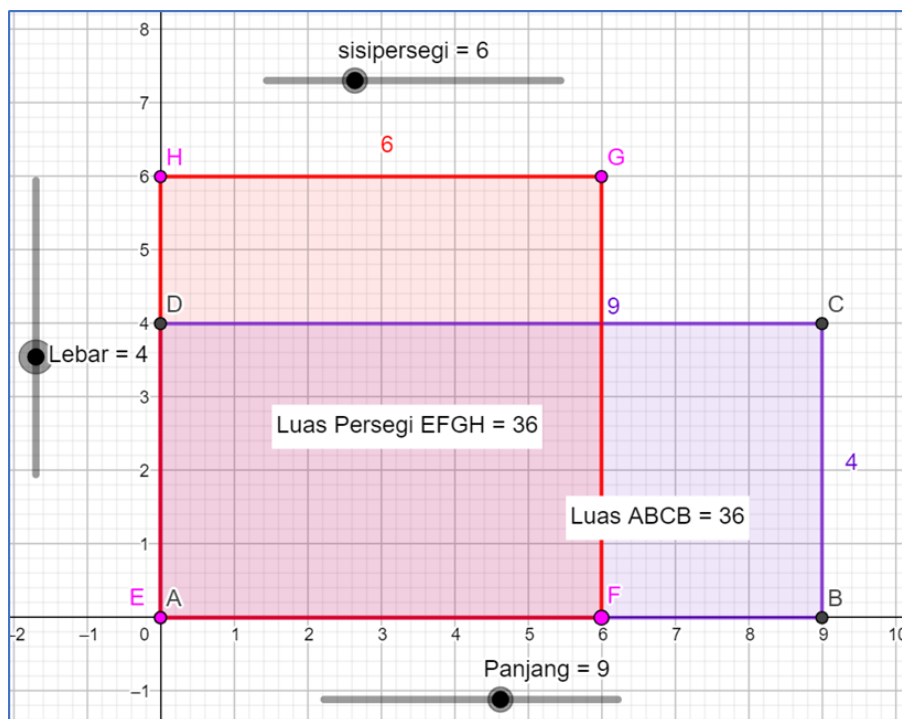 8
sisipersegi = 6
7
6
H
G
6
5
D
9
C
4
Lebar = 4
3
Luas Persegi EFGH = 36
2
4
Luas ABCB = 36
1
E
A
F
B
–2
–1
0
1
2
3
4
5
6
7
8
9
10
Panjang = 9
–1